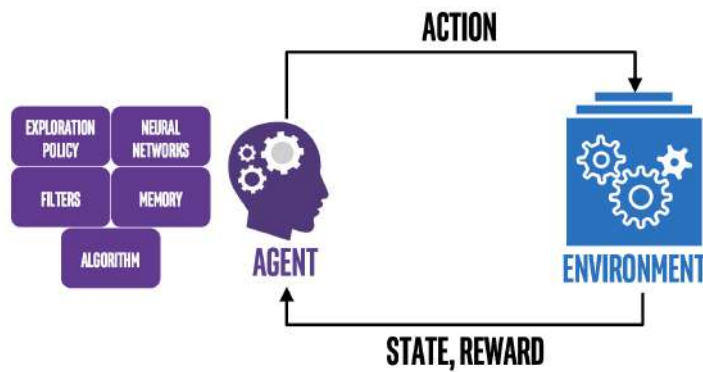 ACTION
EXPLORATION
POLICY
NEURAL
NETWORKS
FILTERS
MEMORY
ALGORITHM
AGENT
ENVIRONMENT
STATE, REWARD